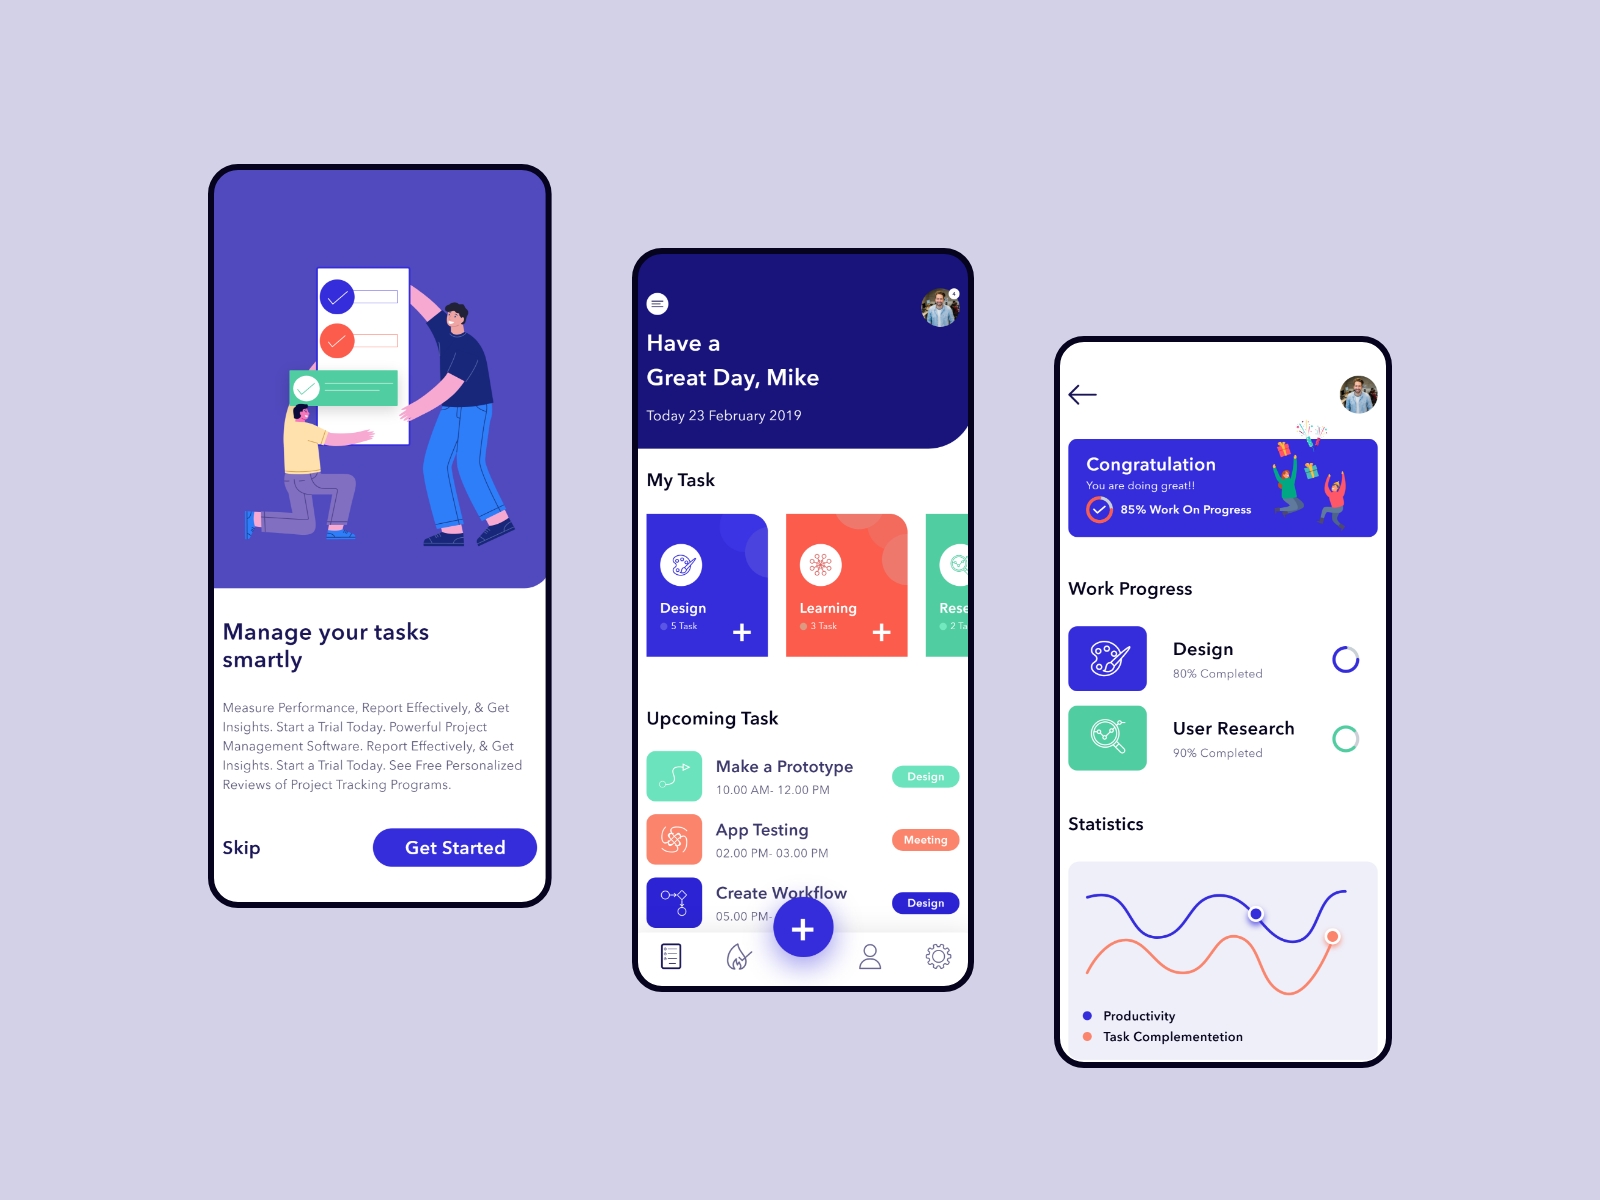 Manage your tasks
smartly
Measure Performance, Report Effectively, & Get
Insights. Start a Trial Today. Powerful Project
Management Software. Report Effectively, & Get
Insights. Start a Trial Today. See Free Personalized
Reviews of Project Tracking Programs.
Skip
Get Started
Have a
Great Day, Mike
Today 23 February 2019
My Task
Design
5 Task
Learning
3 Task
Rese
2 Ta
Upcoming Task
Make a Prototype
10.00 AM- 12.00 PM
Design
App Testing
02.00 PM- 03.00 PM
Meeting
Create Workflow
05.00 PM-
Design
Congratulation
You are doing great!!
85% Work On Progress
Work Progress
Design
80% Completed
User Research
90% Completed
Statistics
Productivity
Task Complementetion